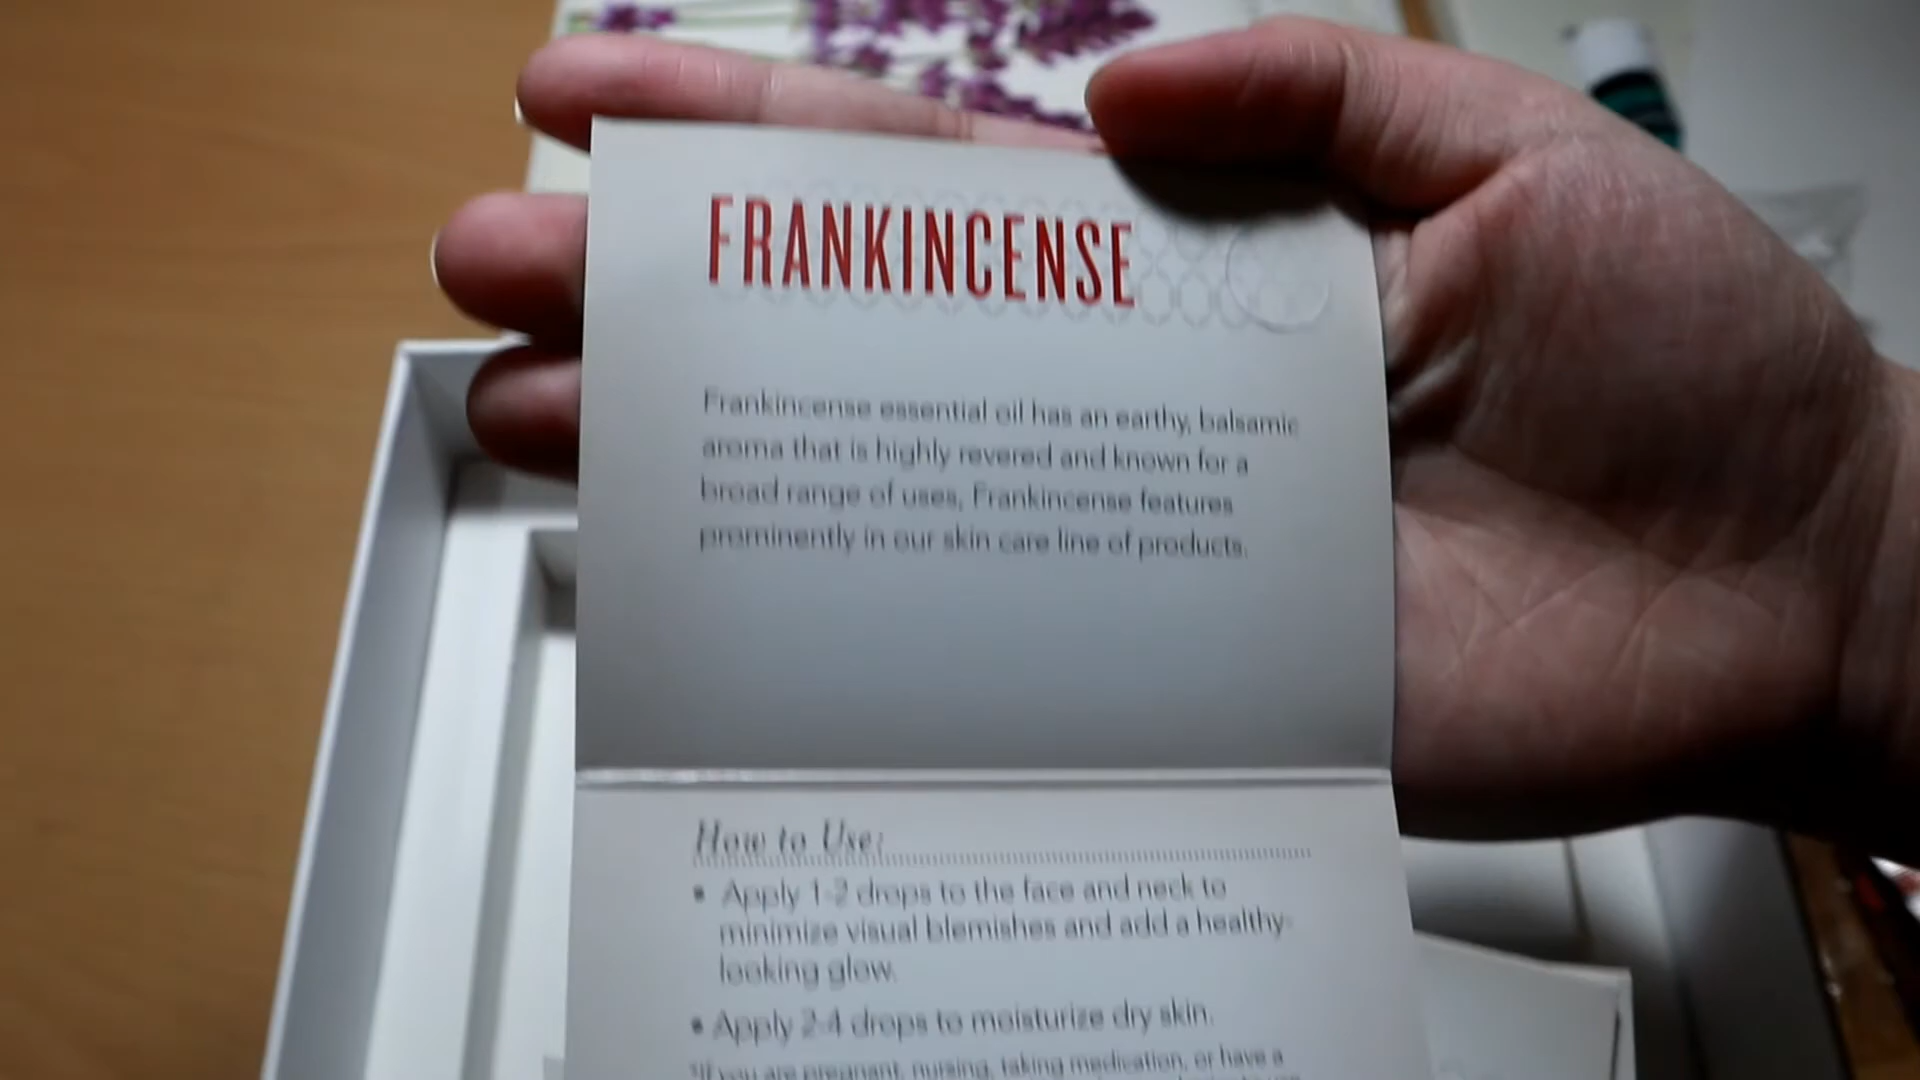 FRANKINCENSE
Frankincense essential oil has an earthy, balsamic
aroma that is highly revered and known for a
broad range of uses, Frankincense features
prominently in our skin care line of products.
How to Use:
• Apply 1-2 drops to the face and neck to
minimize visual blemishes and add a healthy-
looking glow.
• Apply 2-4 drops to moisturize dry skin.
*If you are pregnant, nursing, taking medication, or have a